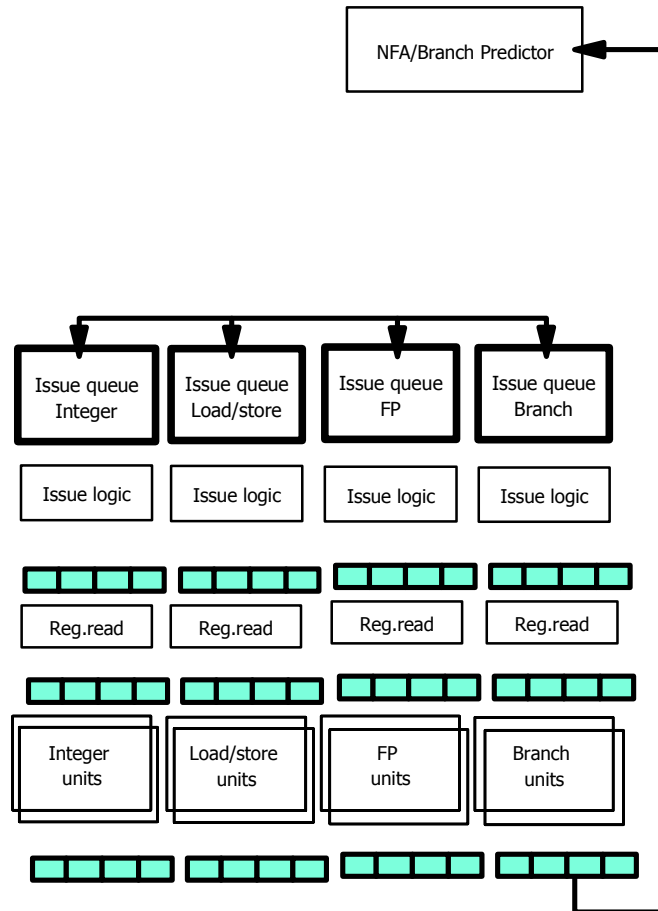 NFA/Branch Predictor
Issue queue
Integer
Issue queue
Load/store
Issue queue
FP
Issue queue
Branch
Issue logic
Issue logic
Issue logic
Issue logic
Reg.read
Reg.read
Reg.read
Reg.read
Integer
units
Load/store
units
FP
units
Branch
units